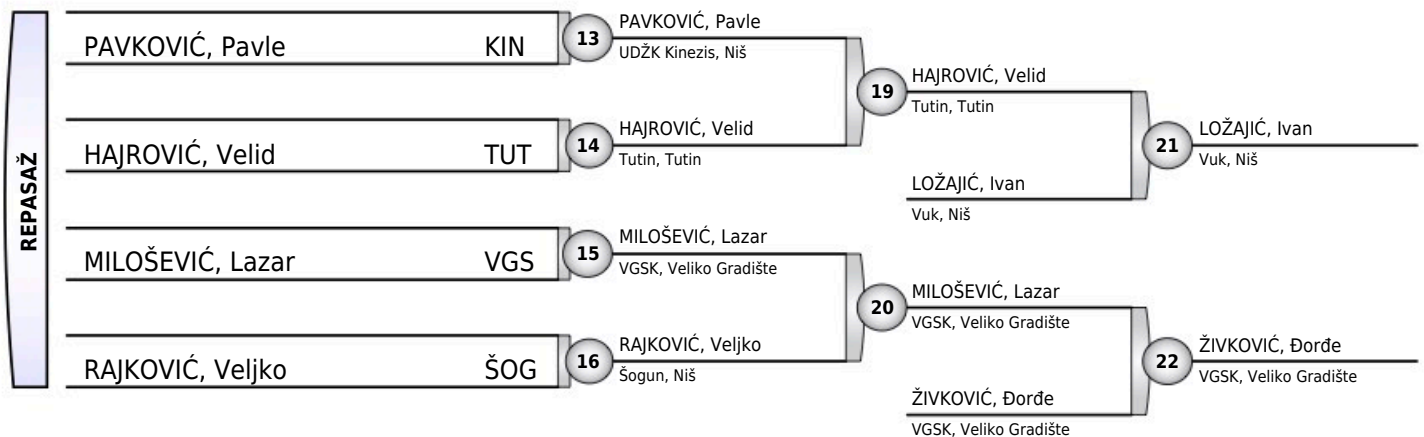 REPASAŽ
PAVKOVIĆ, Pavle KIN
HAJROVIĆ, Velid TUT
MILOŠEVIĆ, Lazar VGS
RAJKOVIĆ, Veljko ŠOG
13
PAVKOVIĆ, Pavle
UDŽK Kinezis, Niš
14
HAJROVIĆ, Velid
Tutin, Tutin
15
MILOŠEVIĆ, Lazar
VGSK, Veliko Gradište
16
RAJKOVIĆ, Veljko
Šogun, Niš
19
HAJROVIĆ, Velid
Tutin, Tutin
LOŽAJIĆ, Ivan
Vuk, Niš
20
MILOŠEVIĆ, Lazar
VGSK, Veliko Gradište
ŽIVKOVIĆ, Đorđe
VGSK, Veliko Gradište
21
LOŽAJIĆ, Ivan
Vuk, Niš
22
ŽIVKOVIĆ, Đorđe
VGSK, Veliko Gradište